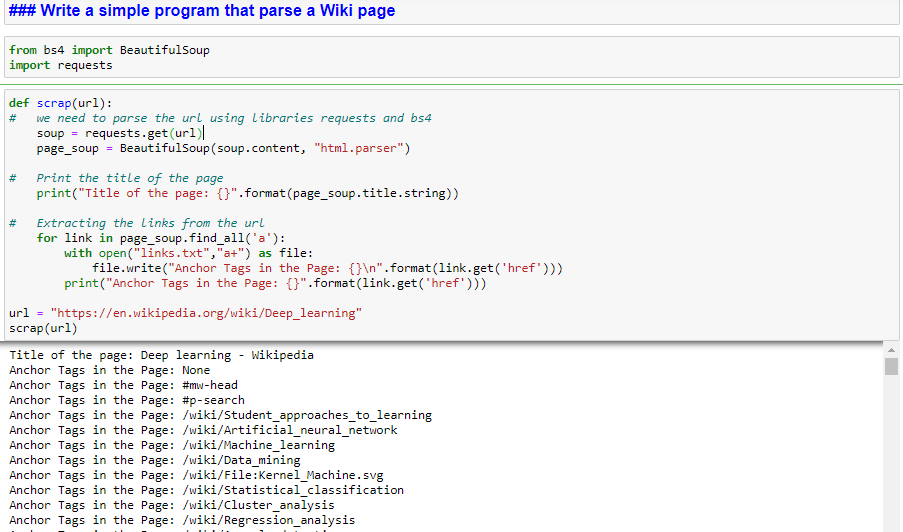 ### Write a simple program that parse a Wiki page
from bs4 import BeautifulSoup
import requests
def scrap(url):
#   we need to parse the url using libraries requests and bs4
    soup = requests.get(url)
    page_soup = BeautifulSoup(soup.content, "html.parser")
#   Print the title of the page
    print("Title of the page: {}".format(page_soup.title.string))
#   Extracting the links from the url
    for link in page_soup.find_all('a'):
        with open("links.txt","a+") as file:
            file.write("Anchor Tags in the Page: {}\n".format(link.get('href')))
        print("Anchor Tags in the Page: {}".format(link.get('href')))
url = "https://en.wikipedia.org/wiki/Deep_learning"
scrap(url)
Title of the page: Deep learning - Wikipedia
Anchor Tags in the Page: None
Anchor Tags in the Page: #mw-head
Anchor Tags in the Page: #p-search
Anchor Tags in the Page: /wiki/Student_approaches_to_learning
Anchor Tags in the Page: /wiki/Artificial_neural_network
Anchor Tags in the Page: /wiki/Machine_learning
Anchor Tags in the Page: /wiki/Data_mining
Anchor Tags in the Page: /wiki/File:Kernel_Machine.svg
Anchor Tags in the Page: /wiki/Statistical_classification
Anchor Tags in the Page: /wiki/Cluster_analysis
Anchor Tags in the Page: /wiki/Regression_analysis